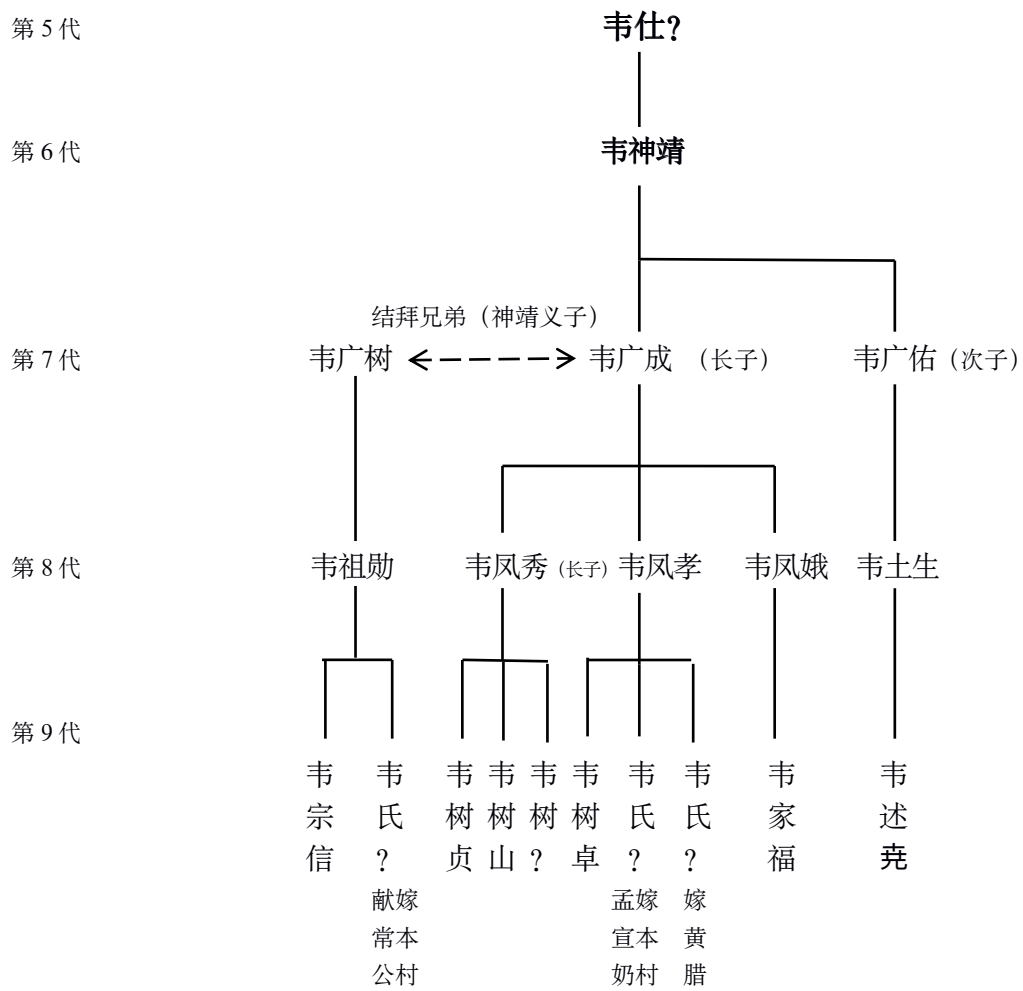 第 5 代
韦仕?
第 6 代
韦神靖
结拜兄弟（神靖义子）
第 7 代
韦广树
韦广成 （长子）
韦广佑（次子）
第 8 代
韦祖勋
韦凤秀（长子）
韦凤孝
韦凤娥
韦土生
第 9 代
韦宗信
韦氏？
嫁本村
献常公
韦树贞
韦树山
韦树？
韦树卓
韦氏？
嫁本村
孟宣奶
韦氏？
嫁黄腊
韦家福
韦述尭